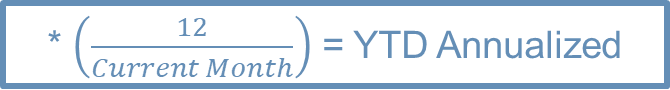 * (12/Current Month) = YTD Annualized